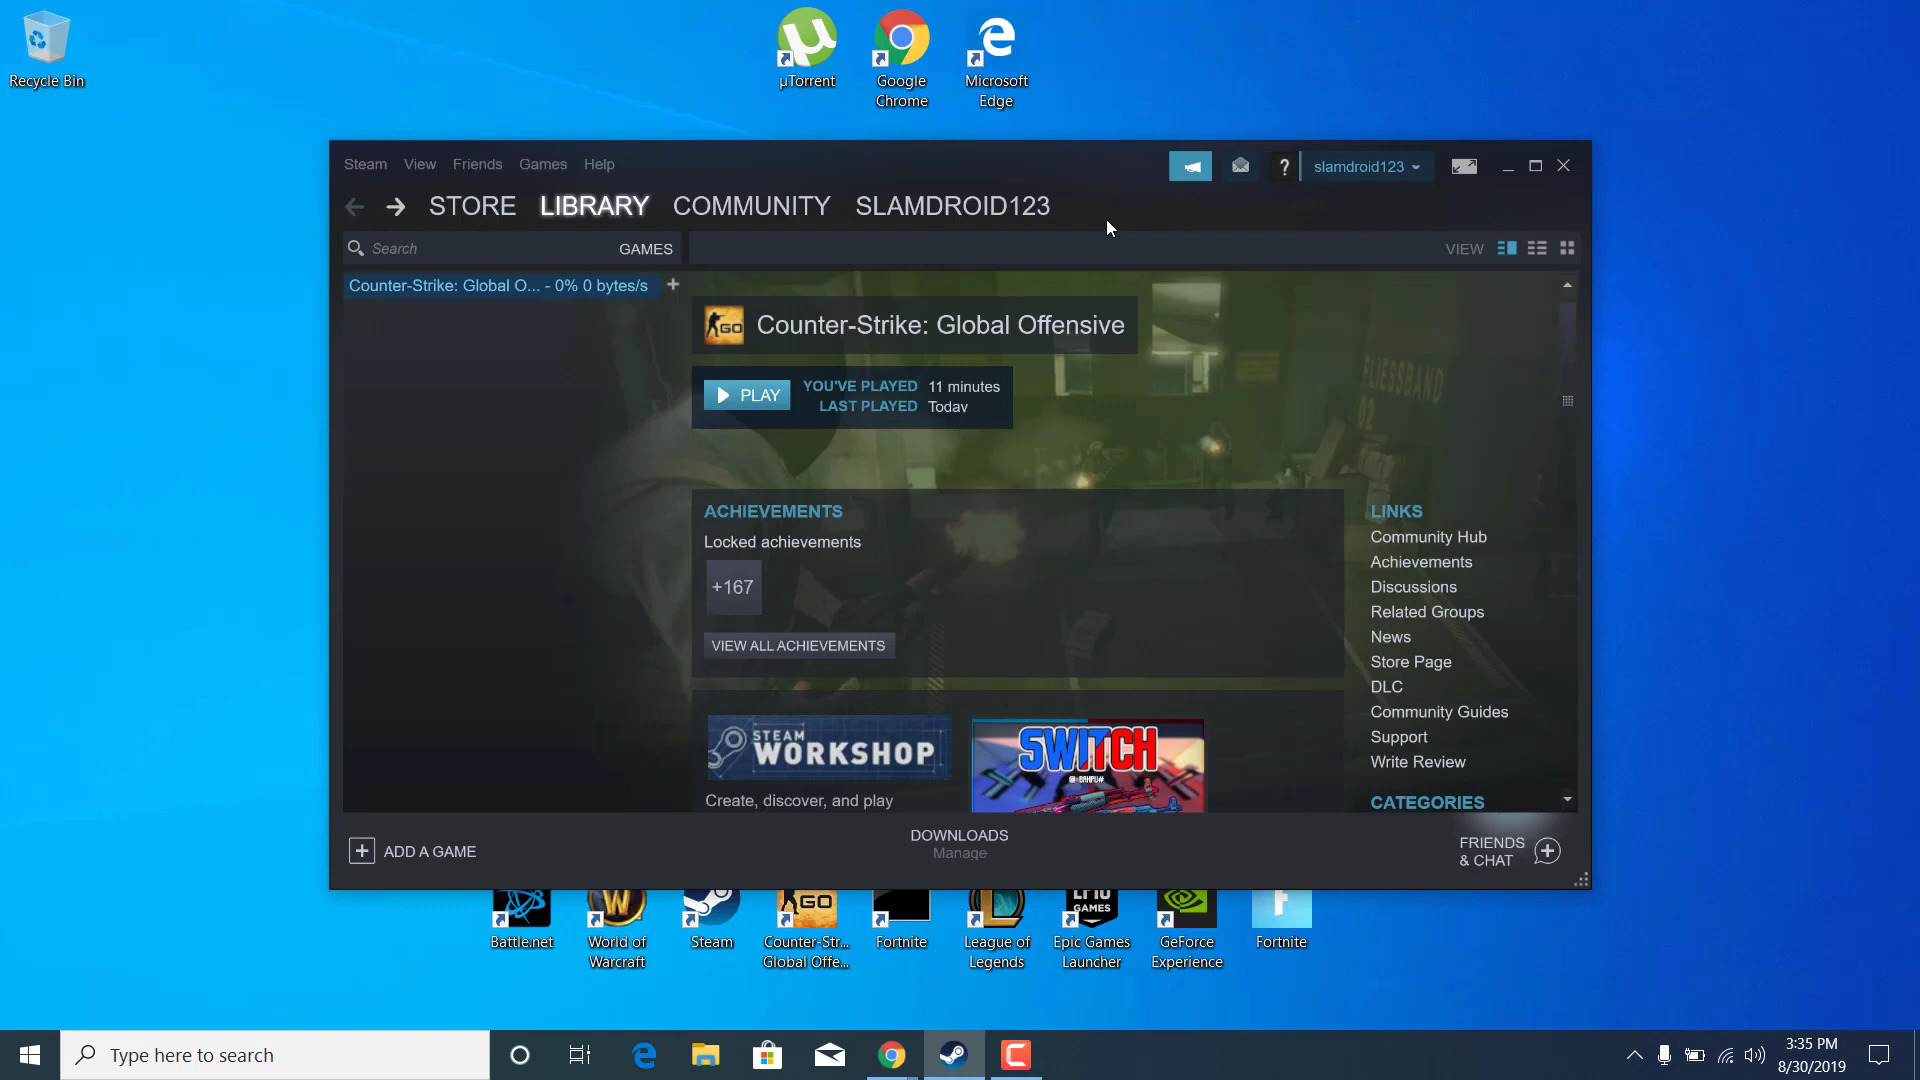 Recycle Bin
µTorrent
Google
Chrome
Microsoft
Edge
Steam View Friends Games Help
slamdroid123
STORE LIBRARY COMMUNITY SLAMDROID123
Search
GAMES
VIEW
Counter-Strike: Global O... - 0% 0 bytes/s
GO
Counter-Strike: Global Offensive
PLAY
YOU'VE PLAYED 11 minutes
LAST PLAYED Today
ACHIEVEMENTS
Locked achievements
+167
VIEW ALL ACHIEVEMENTS
LINKS
Community Hub
Achievements
Discussions
Related Groups
News
Store Page
DLC
Community Guides
Support
Write Review
CATEGORIES
STEAM
WORKSHOP
Create, discover, and play
SWITCH
ADD A GAME
DOWNLOADS
Manage
FRIENDS
& CHAT
GO
GAMES
Battle.net
World of
Warcraft
Steam
Counter-Str...
Global Offe...
Fortnite
League of
Legends
Epic Games
Launcher
GeForce
Experience
Fortnite
Type here to search
3:35 PM
8/30/2019